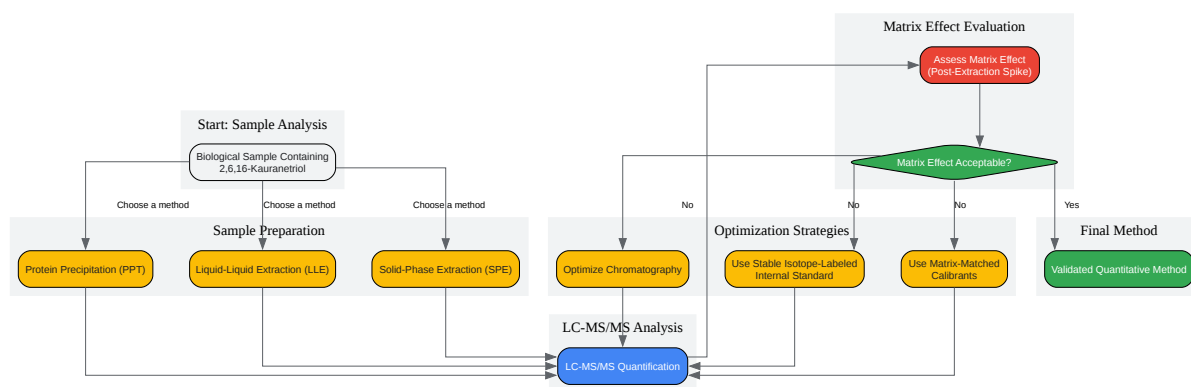 Matrix Effect Evaluation
Assess Matrix Effect
(Post-Extraction Spike)
Start: Sample Analysis
Biological Sample Containing
2,6,16-Kauranetriol
Matrix Effect Acceptable?
Choose a method
Choose a method
Choose a method
No
No
No
Yes
Sample Preparation
Optimization Strategies
Final Method
Protein Precipitation (PPT)
Liquid-Liquid Extraction (LLE)
Solid-Phase Extraction (SPE)
Optimize Chromatography
Use Stable Isotope-Labeled
Internal Standard
Use Matrix-Matched
Calibrants
Validated Quantitative Method
LC-MS/MS Analysis
LC-MS/MS Quantification